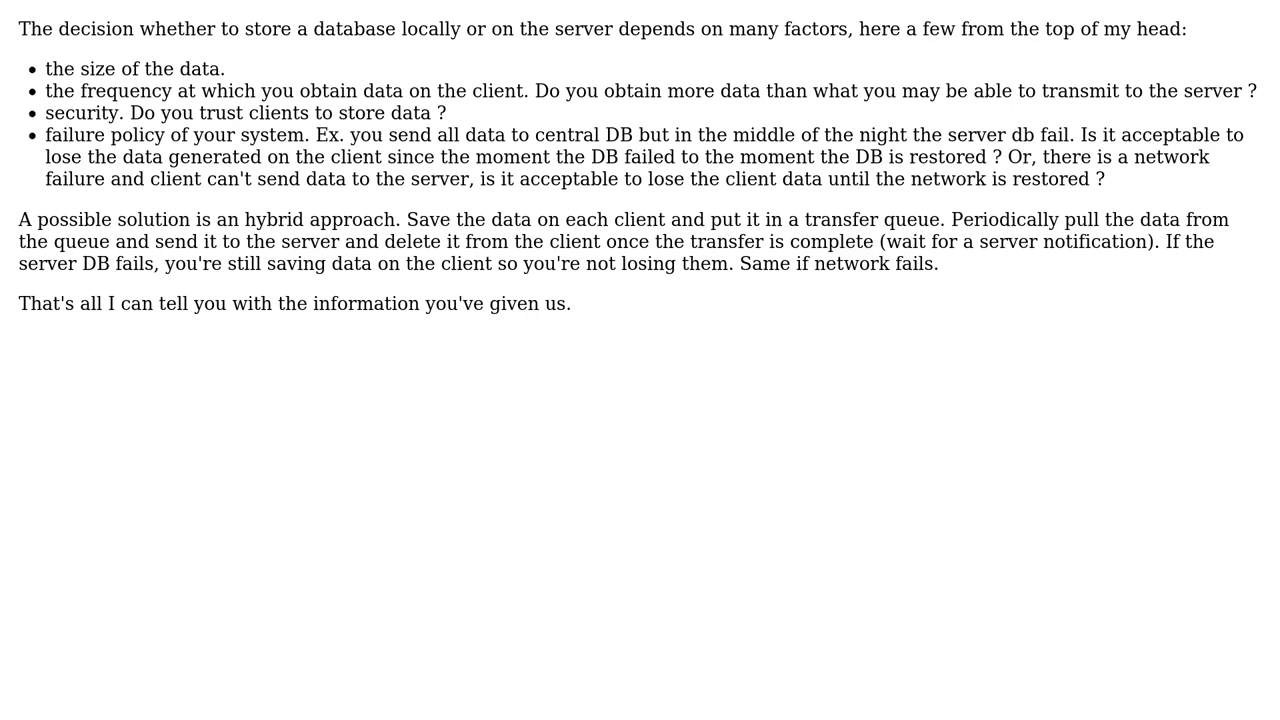 The decision whether to store a database locally or on the server depends on many factors, here a few from the top of my head:
• the size of the data.
• the frequency at which you obtain data on the client. Do you obtain more data than what you may be able to transmit to the server ?
• security. Do you trust clients to store data ?
• failure policy of your system. Ex. you send all data to central DB but in the middle of the night the server db fail. Is it acceptable to
lose the data generated on the client since the moment the DB failed to the moment the DB is restored ? Or, there is a network
failure and client can't send data to the server, is it acceptable to lose the client data until the network is restored ?
A possible solution is an hybrid approach. Save the data on each client and put it in a transfer queue. Periodically pull the data from
the queue and send it to the server and delete it from the client once the transfer is complete (wait for a server notification). If the
server DB fails, you're still saving data on the client so you're not losing them. Same if network fails.
That's all I can tell you with the information you've given us.